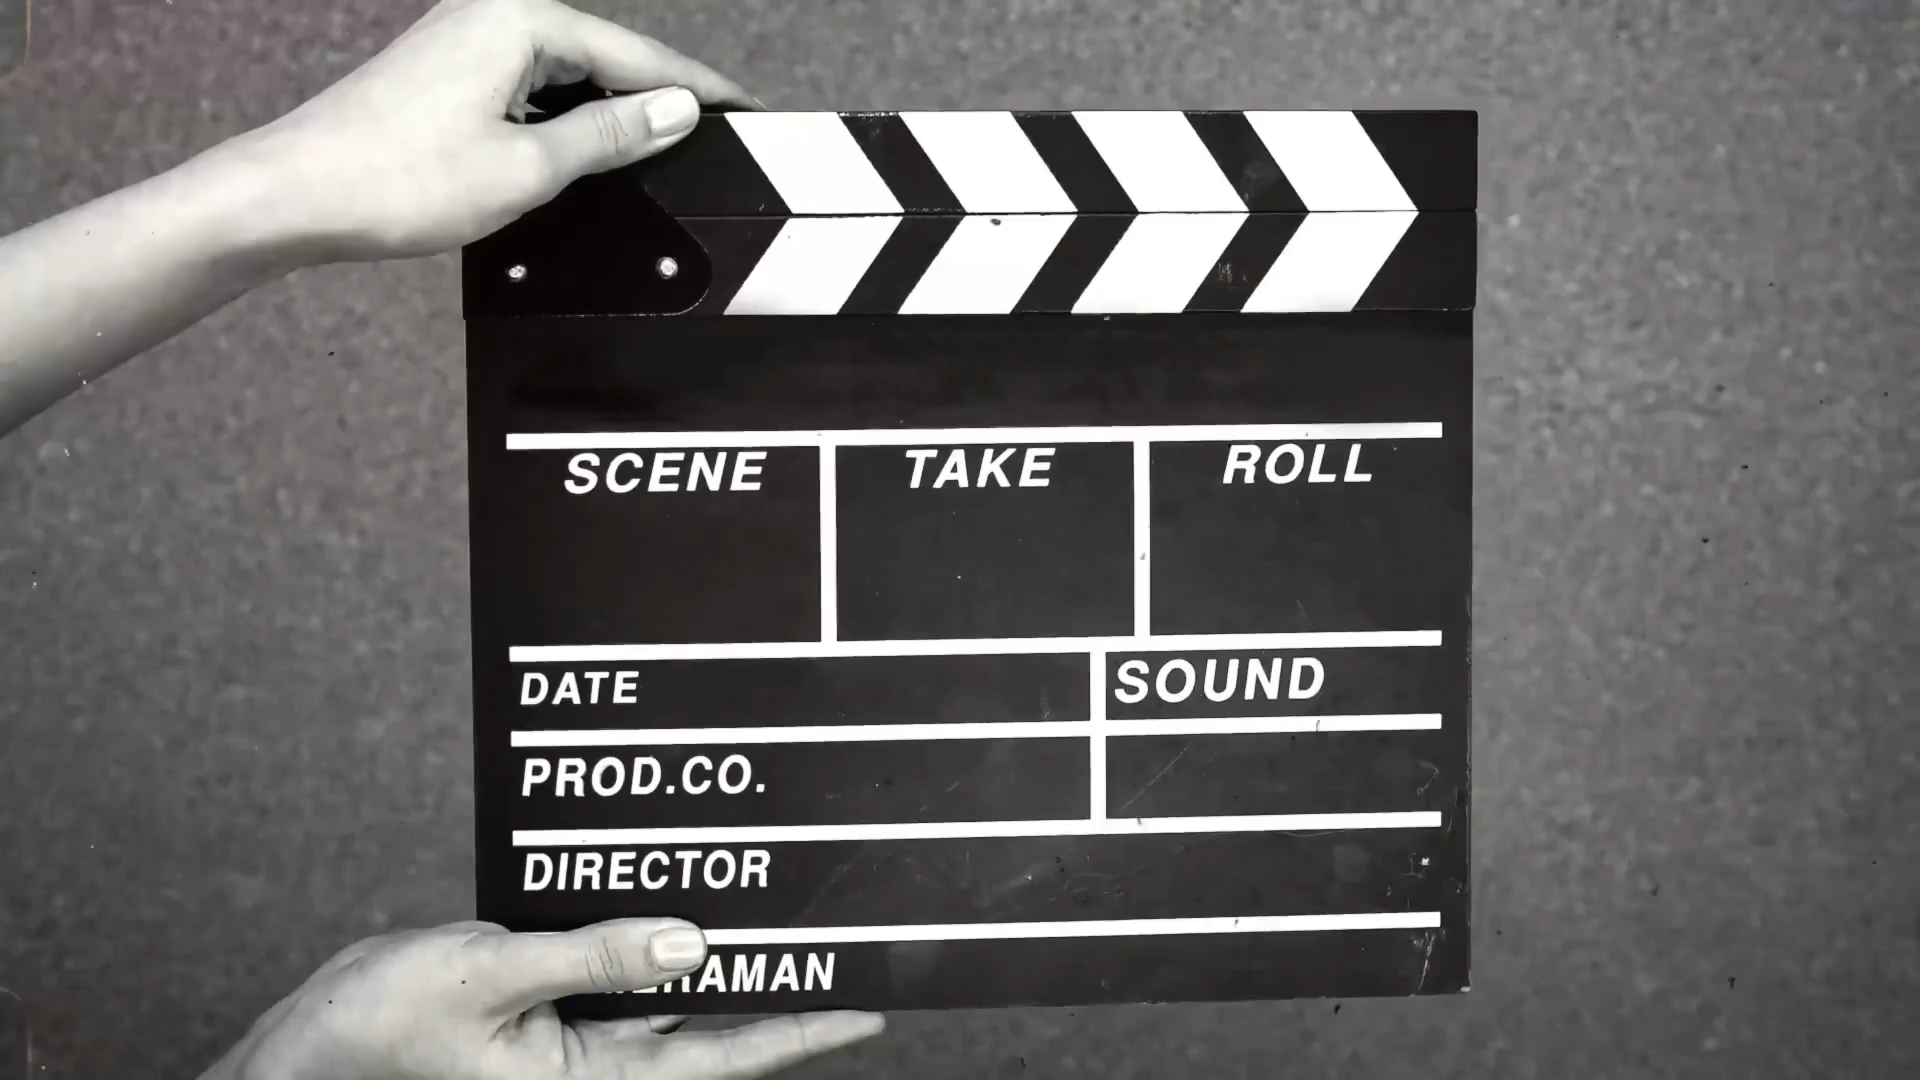 SCENE TAKE ROLL
DATE SOUND
PROD.CO.
DIRECTOR